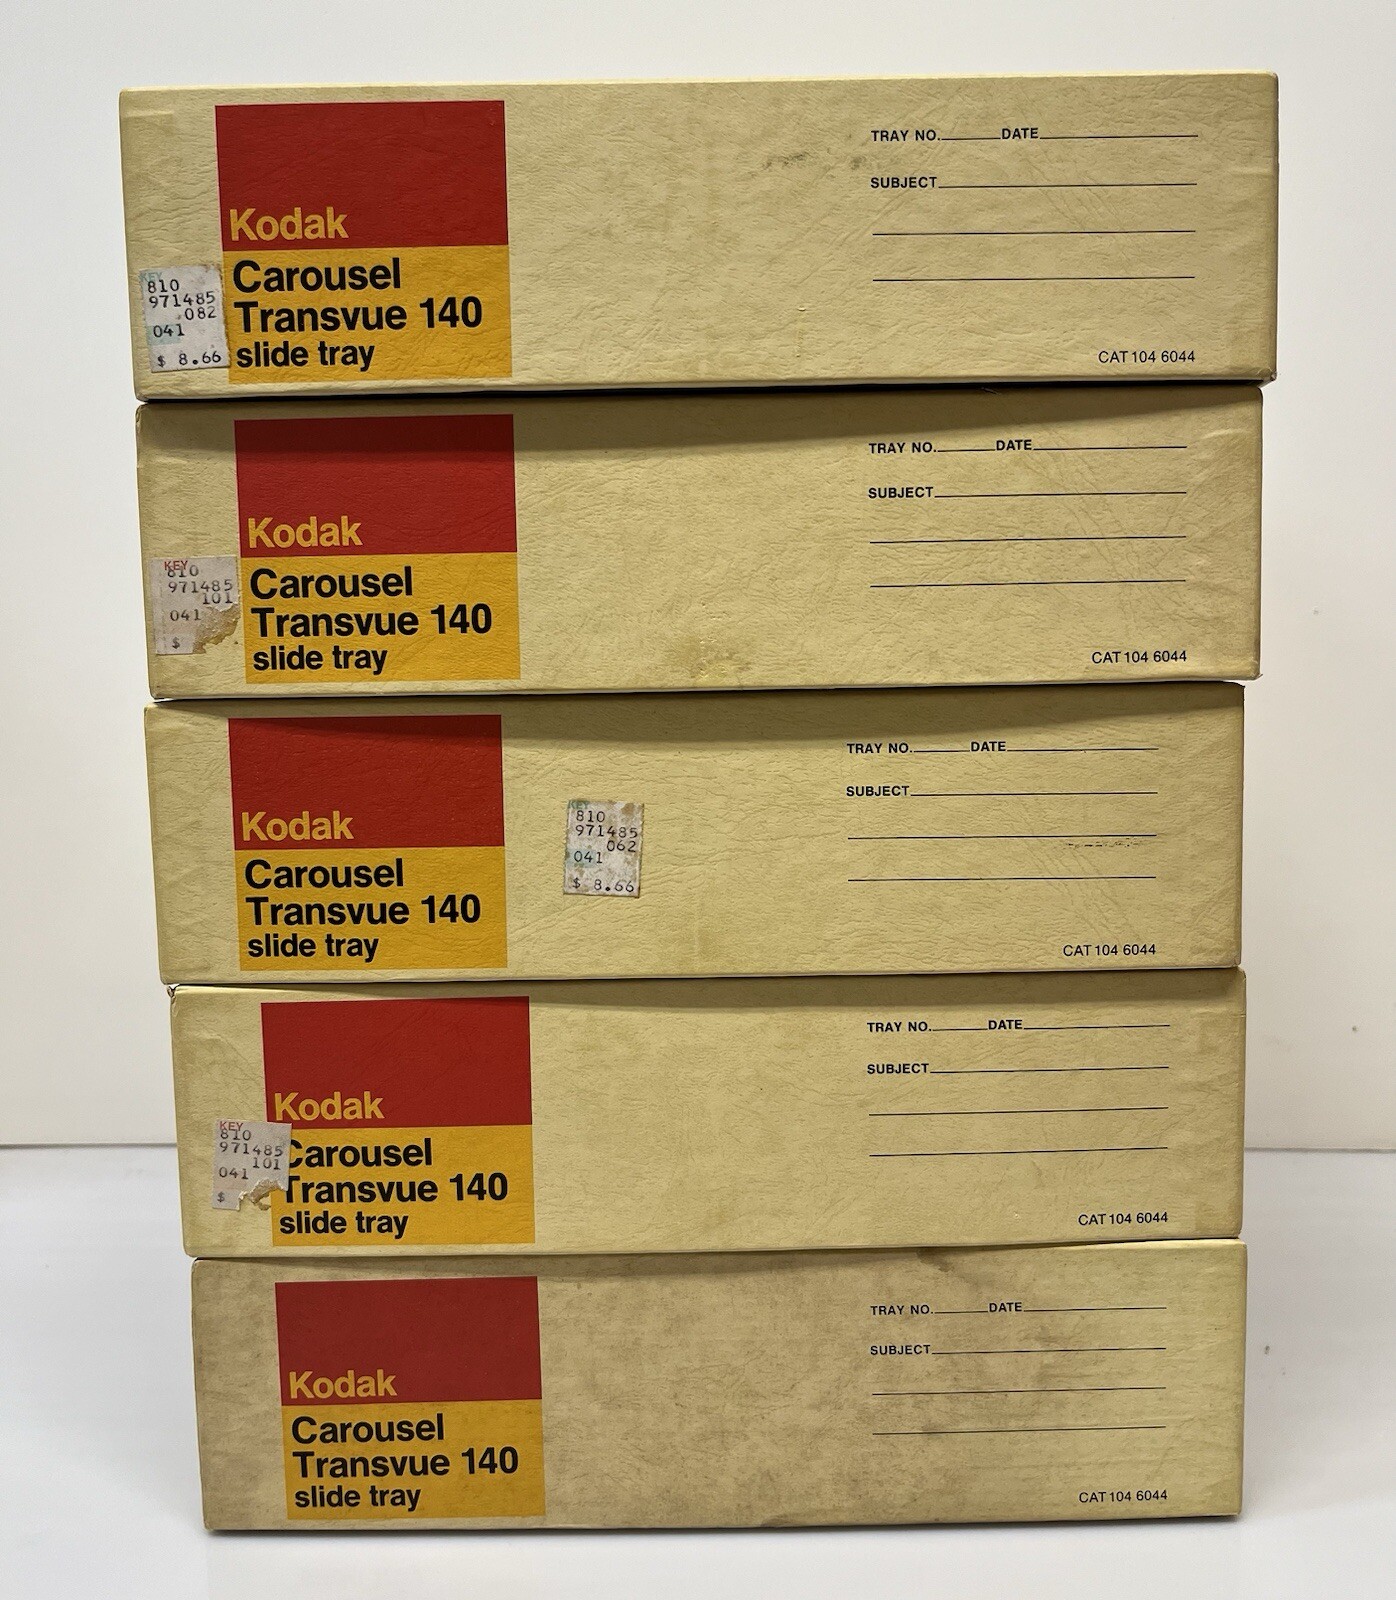 TRAY NO. DATE
SUBJECT
Kodak
KEY
810
971485
082
041
$ 8.66
Carousel
Transvue 140
slide tray
CAT 104 6044
TRAY NO. DATE
SUBJECT
Kodak
KEY
810
971485
101
041
$
Carousel
Transvue 140
slide tray
CAT 104 6044
TRAY NO. DATE
SUBJECT
Kodak
Carousel
Transvue 140
slide tray
KEY
810
971485
062
041
$ 8.66
CAT 104 6044
TRAY NO. DATE
SUBJECT
Kodak
KEY
810
971485
101
041
$
Carousel
Transvue 140
slide tray
CAT 104 6044
TRAY NO. DATE
SUBJECT
Kodak
Carousel
Transvue 140
slide tray
CAT 104 6044